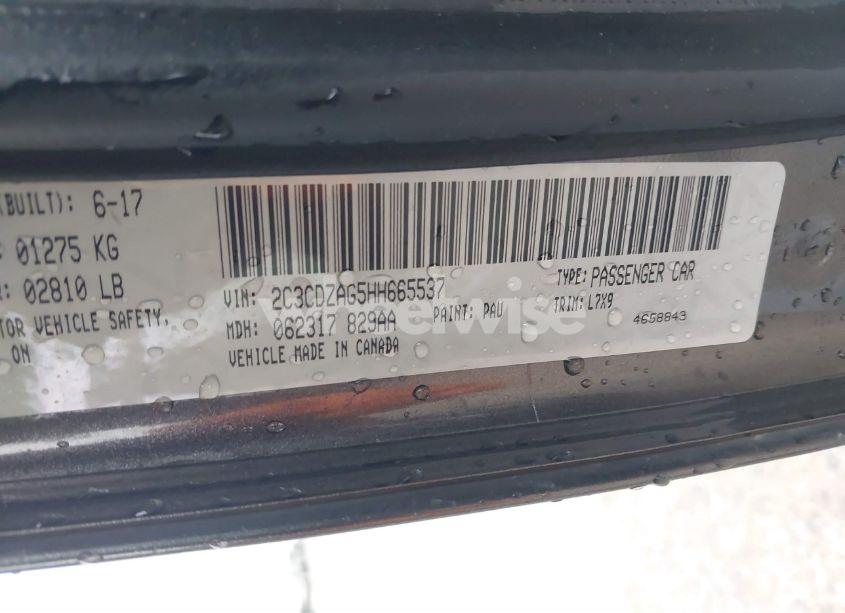 (BUILT): 6-17
01275 KG
02810 LB
TOR VEHICLE SAFETY,
ON
VIN: 2C3CDZAG5HH665537
TYPE: PASSENGER CAR
MDH: 062317 829AA
PAINT: PAU
TRIM: L7X9
VEHICLE MADE IN CANADA
4658843
wheelwise